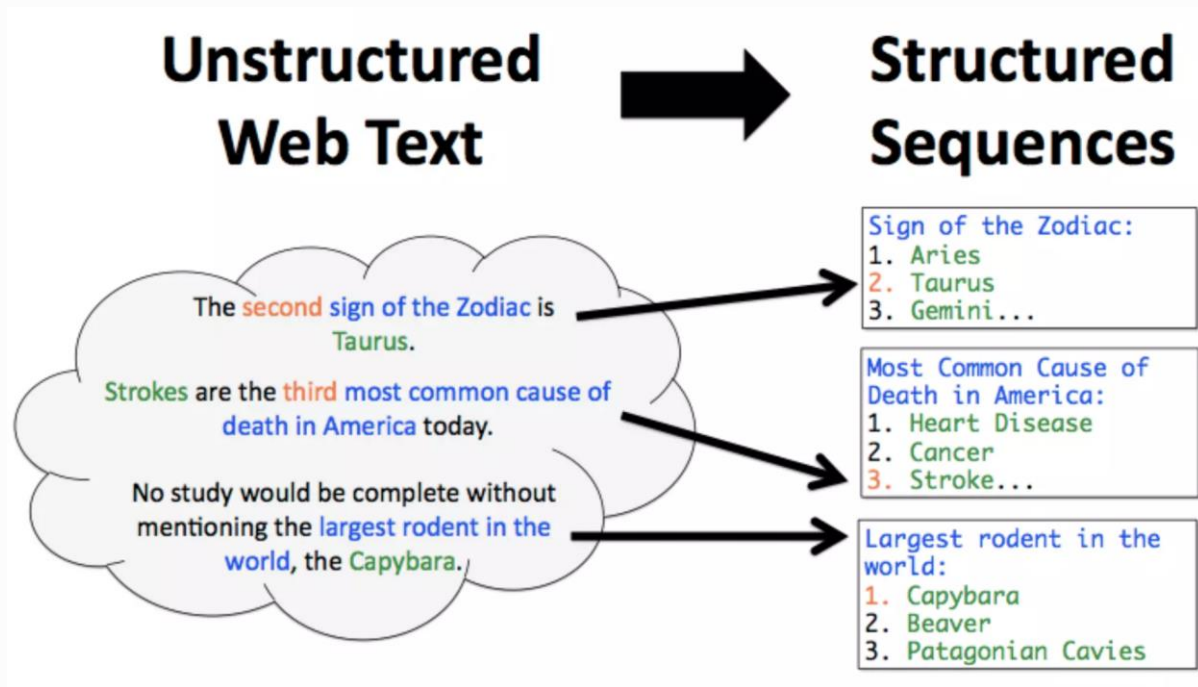 Unstructured
Web Text
Structured
Sequences
The second sign of the Zodiac is
Taurus.
Strokes are the third most common cause of
death in America today.
No study would be complete without
mentioning the largest rodent in the
world, the Capybara.
Sign of the Zodiac:
1. Aries
2. Taurus
3. Gemini...
Most Common Cause of
Death in America:
1. Heart Disease
2. Cancer
3. Stroke...
Largest rodent in the
world:
1. Capybara
2. Beaver
3. Patagonian Cavies